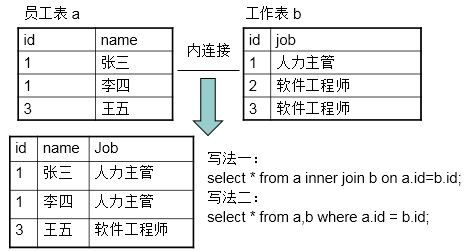 员工表a
工作表b
id name
1 张三
1 李四
3 王五
内连接
id job
1 人力主管
2 软件工程师
3 软件工程师
id name Job
1 张三 人力主管
1 李四 人力主管
3 王五 软件工程师
写法一：
select * from a inner join b on a.id=b.id;
写法二：
select * from a,b where a.id = b.id;